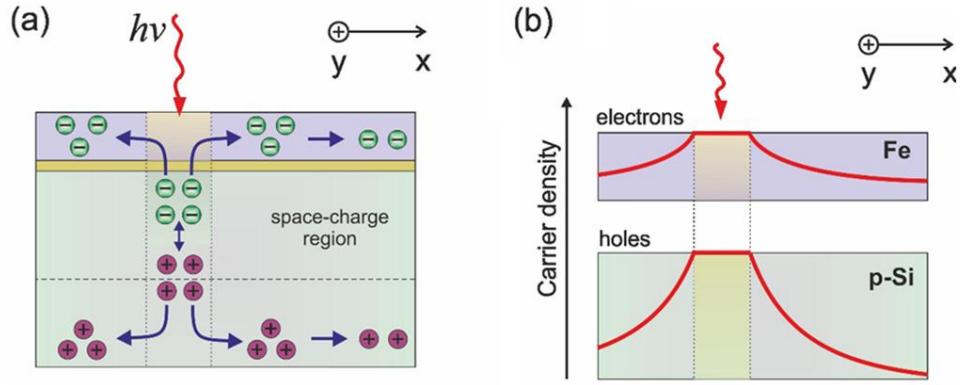 (a)
hν
y
x
space-charge
region
(b)
y
x
Carrier density
electrons
Fe
holes
p-Si